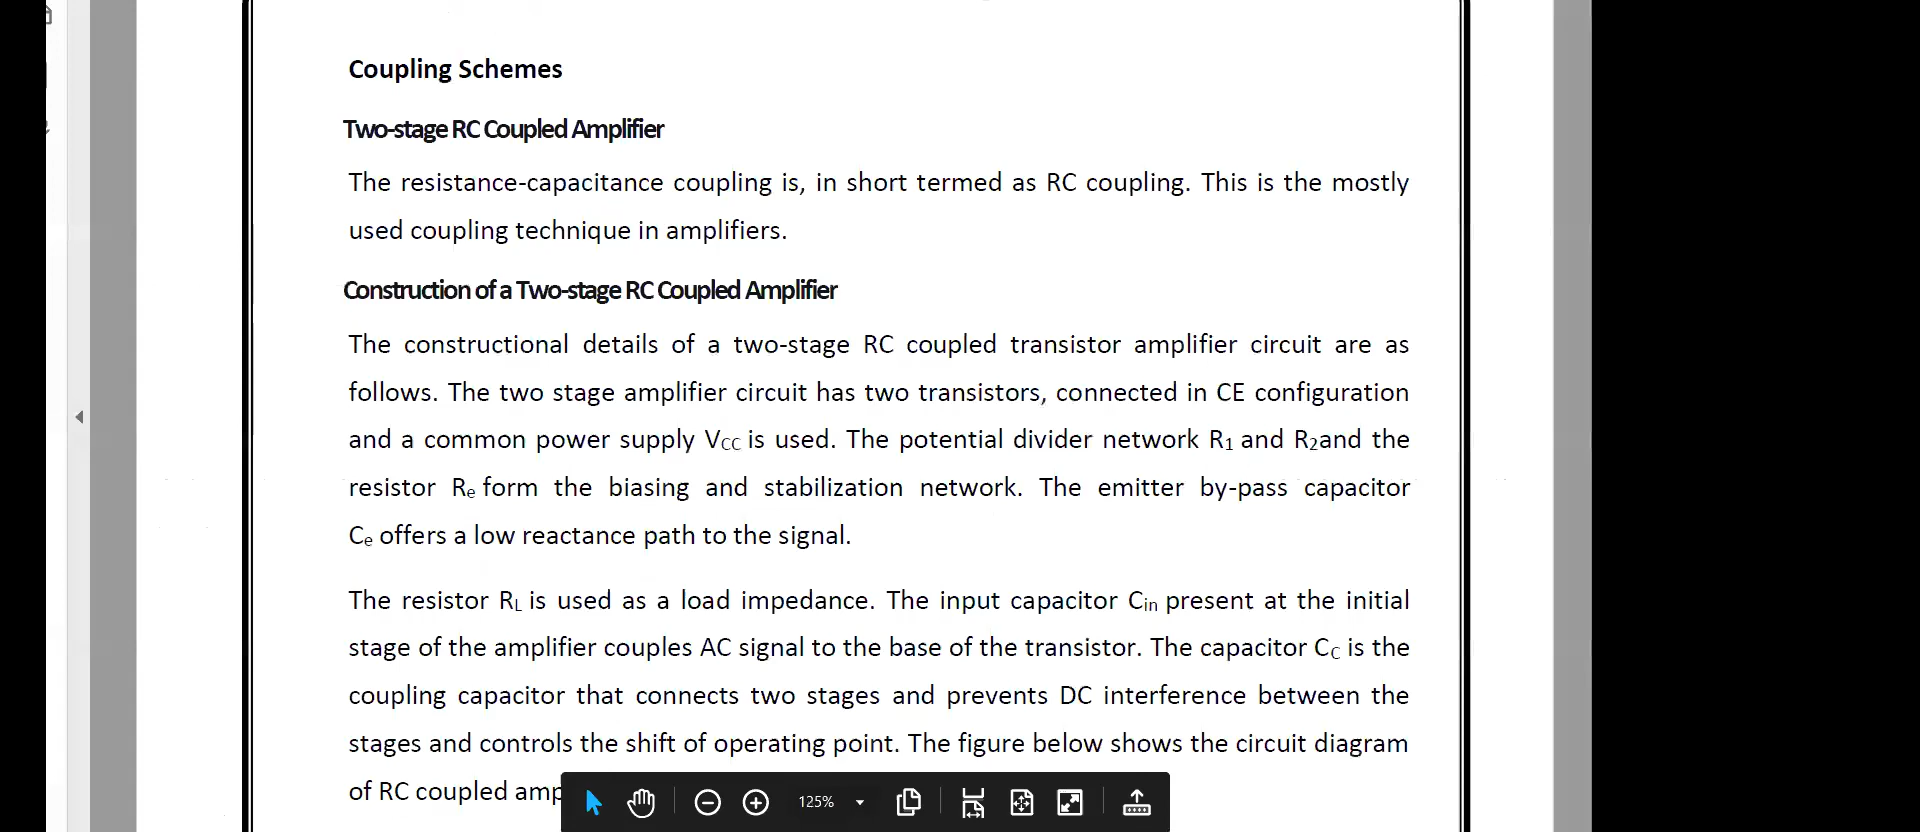 Coupling Schemes
Two-stage RC Coupled Amplifier
The resistance-capacitance coupling is, in short termed as RC coupling. This is the mostly
used coupling technique in amplifiers.
Construction of a Two-stage RC Coupled Amplifier
The constructional details of a two-stage RC coupled transistor amplifier circuit are as
follows. The two stage amplifier circuit has two transistors, connected in CE configuration
and a common power supply VCC is used. The potential divider network R1 and R2and the
resistor Re form the biasing and stabilization network. The emitter by-pass capacitor
Ce offers a low reactance path to the signal.
The resistor RL is used as a load impedance. The input capacitor Cin present at the initial
stage of the amplifier couples AC signal to the base of the transistor. The capacitor CC is the
coupling capacitor that connects two stages and prevents DC interference between the
stages and controls the shift of operating point. The figure below shows the circuit diagram
of RC coupled
125%